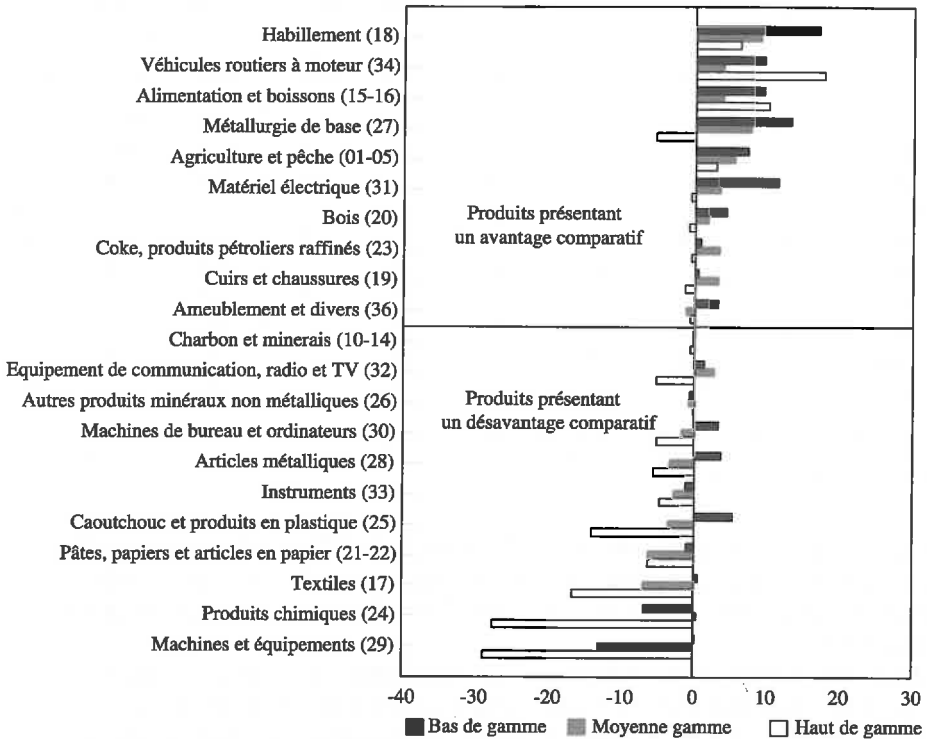 Habillement (18)
Véhicules routiers à moteur (34)
Alimentation et boissons (15-16)
Métallurgie de base (27)
Agriculture et pêche (01-05)
Matériel électrique (31)
Bois (20)
Coke, produits pétroliers raffinés (23)
Cuirs et chaussures (19)
Ameublement et divers (36)
Charbon et minerais (10-14)
Equipement de communication, radio et TV (32)
Autres produits minéraux non métalliques (26)
Machines de bureau et ordinateurs (30)
Articles métalliques (28)
Instruments (33)
Caoutchouc et produits en plastique (25)
Pâtes, papiers et articles en papier (21-22)
Textiles (17)
Produits chimiques (24)
Machines et équipements (29)
Produits présentant
un avantage comparatif
Produits présentant
un désavantage comparatif
-40 -30 -20 -10 0 10 20 30
Bas de gamme Moyenne gamme Haut de gamme